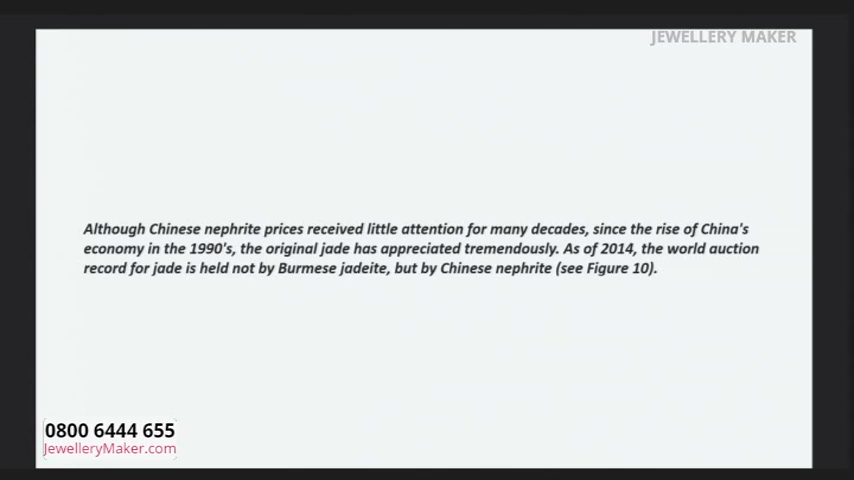 JEWELLERY MAKER
Although Chinese nephrite prices received little attention for many decades, since the rise of China's
economy in the 1990's, the original jade has appreciated tremendously. As of 2014, the world auction
record for jade is held not by Burmese jadeite, but by Chinese nephrite (see Figure 10).
0800 6444 655
JewelleryMaker.com